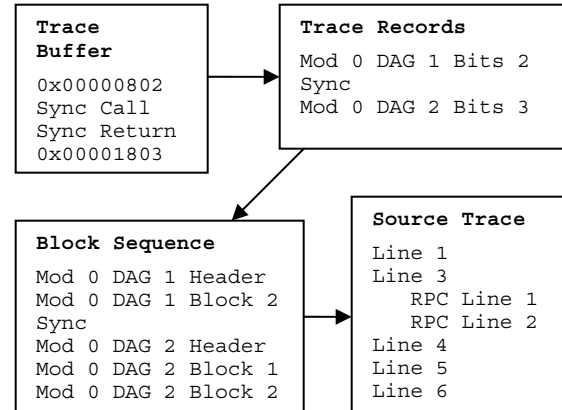 Trace
Buffer
0x00000802
Sync Call
Sync Return
0x00001803
Trace Records
Mod 0 DAG 1 Bits 2
Sync
Mod 0 DAG 2 Bits 3
Block Sequence
Mod 0 DAG 1 Header
Mod 0 DAG 1 Block 2
Sync
Mod 0 DAG 2 Header
Mod 0 DAG 2 Block 1
Mod 0 DAG 2 Block 2
Source Trace
Line 1
Line 3
RPC Line 1
RPC Line 2
Line 4
Line 5
Line 6